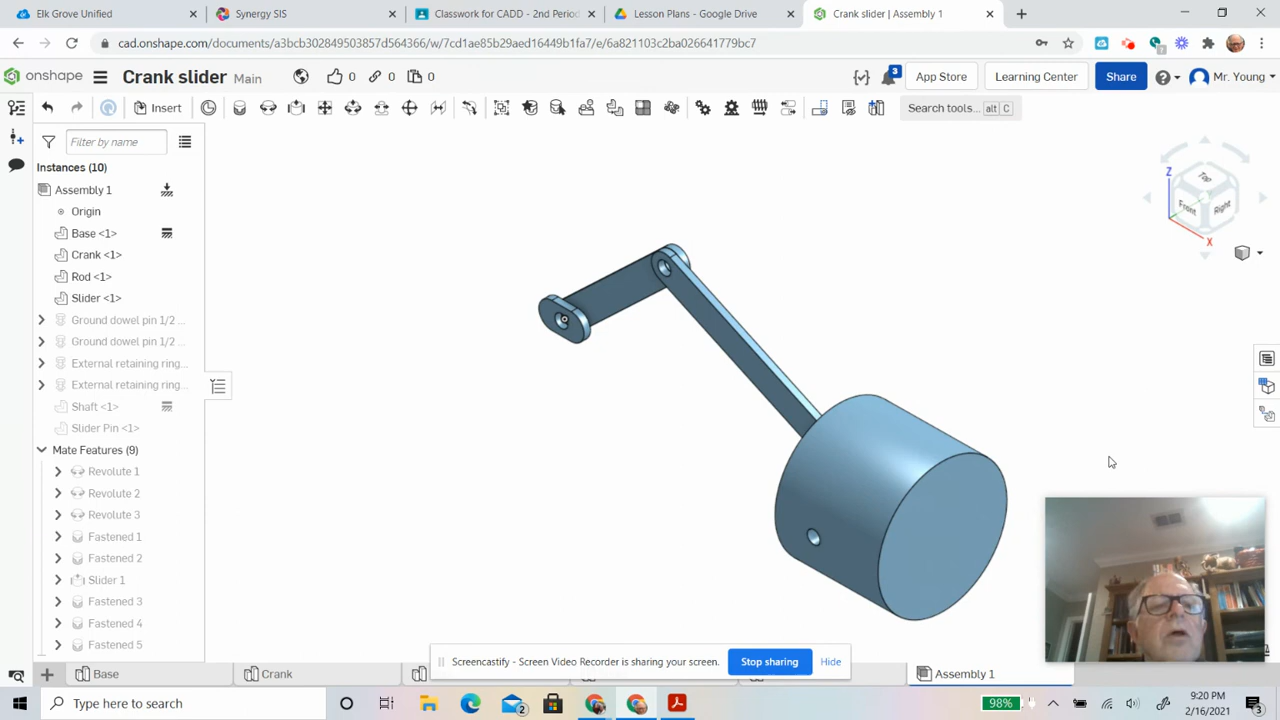 Elk Grove Unified
Synergy SIS
Classwork for CADD - 2nd Period
Lesson Plans - Google Drive
Crank slider | Assembly 1
cad.onshape.com/documents/a3bcb302849503857d564366/w/7cd1ae85b29aed16449b1fa7/e/6a821103c2ba026641779bc7
onshape
Crank slider Main
0
0
0
3
App Store
Learning Center
Share
Mr. Young
Insert
Search tools... alt C
Filter by name
Instances (10)
Assembly 1
Origin
Base <1>
Crank <1>
Rod <1>
Slider <1>
Ground dowel pin 1/2 ...
Ground dowel pin 1/2 ...
External retaining ring...
External retaining ring...
Shaft <1>
Slider Pin <1>
Mate Features (9)
Revolute 1
Revolute 2
Revolute 3
Fastened 1
Fastened 2
Slider 1
Fastened 3
Fastened 4
Fastened 5
Z
Top
Front
Right
X
Screencastify - Screen Video Recorder is sharing your screen.
Stop sharing
Hide
Base
Crank
Assembly 1
Type here to search
2
98%
9:20 PM
2/16/2021
3